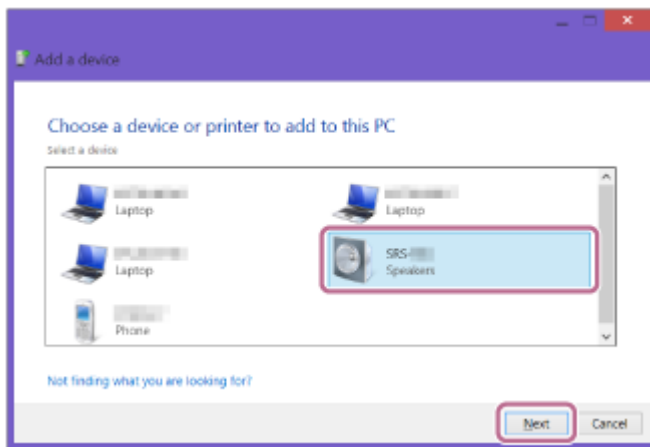 Add a device
Choose a device or printer to add to this PC
Select a device
Laptop
Laptop
Laptop
SRS-
Speakers
Phone
Not finding what you are looking for?
Next
Cancel